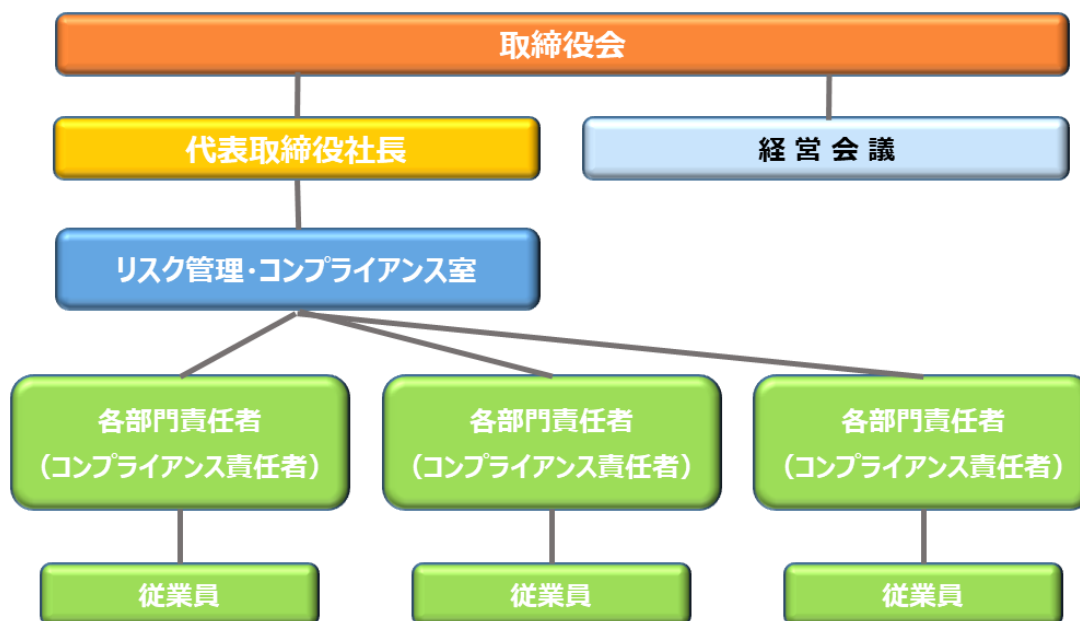 取締役会
代表取締役社長
経営会議
リスク管理・コンプライアンス室
各部門責任者
（コンプライアンス責任者）
各部門責任者
（コンプライアンス責任者）
各部門責任者
（コンプライアンス責任者）
従業員
従業員
従業員